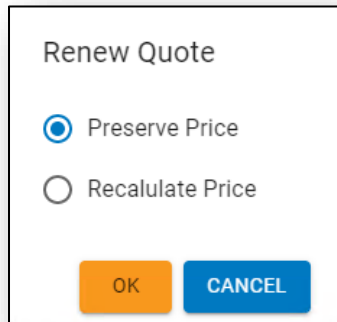 Renew Quote
Preserve Price
Recalulate Price
OK CANCEL